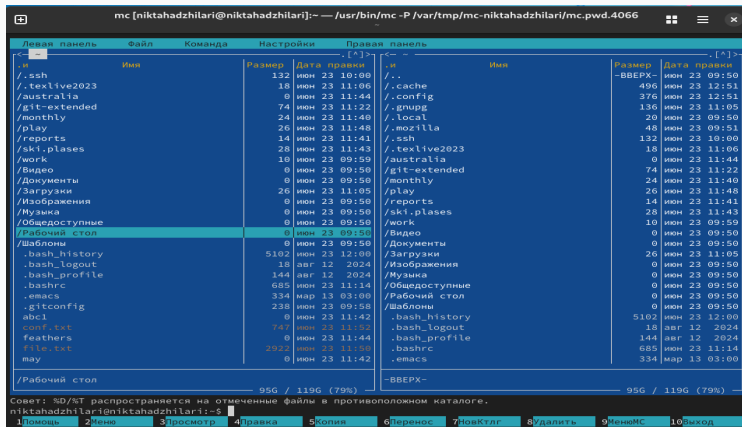 mc [niktahadzhilari@niktahadzhilari]:~ — /usr/bin/mc -P /var/tmp/mc-niktahadzhilari/mc.pwd.4066
Левая панель Файл Команда Настройки Правая панель
<— ~ .[^]> <— ~ .[^]>
.и Имя Размер Дата правки .и Имя Размер Дата правки
/.ssh 132 июн 23 10:00 /.. -ВВЕРХ- июн 23 09:50
/.texlive2023 18 июн 23 11:06 /.cache 496 июн 23 12:51
/australia 0 июн 23 11:44 /.config 376 июн 23 12:51
/git-extended 74 июн 23 11:22 /.gnupg 136 июн 23 11:05
/monthly 24 июн 23 11:40 /.local 20 июн 23 09:50
/play 26 июн 23 11:48 /.mozilla 48 июн 23 09:51
/reports 14 июн 23 11:41 /.ssh 132 июн 23 10:00
/ski.plases 28 июн 23 11:43 /.texlive2023 18 июн 23 11:06
/work 10 июн 23 09:59 /australia 0 июн 23 11:44
/Видео 0 июн 23 09:50 /git-extended 74 июн 23 11:22
/Документы 0 июн 23 09:50 /monthly 24 июн 23 11:40
/Загрузки 26 июн 23 11:05 /play 26 июн 23 11:48
/Изображения 0 июн 23 09:50 /reports 14 июн 23 11:41
/Музыка 0 июн 23 09:50 /ski.plases 28 июн 23 11:43
/Общедоступные 0 июн 23 09:50 /work 10 июн 23 09:59
/Рабочий стол 0 июн 23 09:50 /Видео 0 июн 23 09:50
/Шаблоны 0 июн 23 09:50 /Документы 0 июн 23 09:50
.bash_history 5102 июн 23 12:00 /Загрузки 26 июн 23 11:05
.bash_logout 18 авг 12 2024 /Изображения 0 июн 23 09:50
.bash_profile 144 авг 12 2024 /Музыка 0 июн 23 09:50
.bashrc 685 июн 23 11:14 /Общедоступные 0 июн 23 09:50
.emacs 334 мар 13 03:00 /Рабочий стол 0 июн 23 09:50
.gitconfig 238 июн 23 09:58 /Шаблоны 0 июн 23 09:50
abc1 0 июн 23 11:42 .bash_history 5102 июн 23 12:00
conf.txt 747 июн 23 11:52 .bash_logout 18 авг 12 2024
feathers 0 июн 23 11:44 .bash_profile 144 авг 12 2024
file.txt 2922 июн 23 11:50 .bashrc 685 июн 23 11:14
may 0 июн 23 11:42 .emacs 334 мар 13 03:00
/Рабочий стол -ВВЕРХ-
95G / 119G (79%) 95G / 119G (79%)
Совет: %D/%T распространяется на отмеченные файлы в противоположном каталоге.
niktahadzhilari@niktahadzhilari:~$
1Помощь 2Меню 3Просмотр 4Правка 5Копия 6Перенос 7НовКтлг 8Удалить 9МенюMC 10Выход